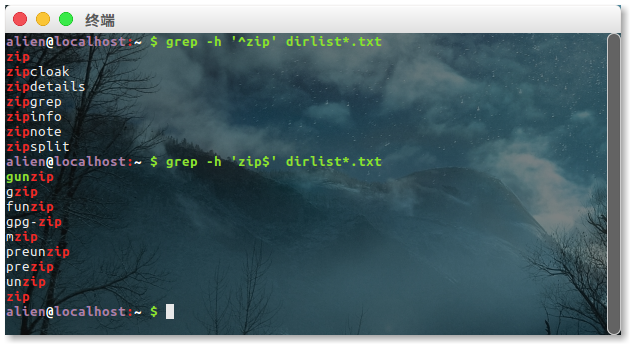 终端
alien@localhost:~ $ grep -h '^zip' dirlist*.txt
zip
zipcloak
zipdetails
zipgrep
zipinfo
zipnote
zipsplit
alien@localhost:~ $ grep -h 'zip$' dirlist*.txt
gunzip
gzip
funzip
gpg-zip
mzip
preunzip
prezip
unzip
zip
alien@localhost:~ $